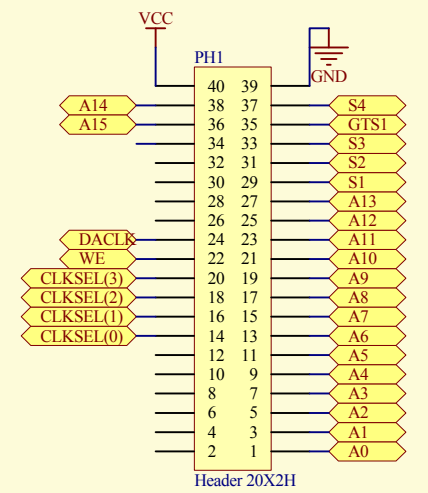 VCC
PH1
GND
40 39
A14 38 37 S4
A15 36 35 GTS1
34 33 S3
32 31 S2
30 29 S1
28 27 A13
26 25 A12
DACLK 24 23 A11
WE 22 21 A10
CLKSEL(3) 20 19 A9
CLKSEL(2) 18 17 A8
CLKSEL(1) 16 15 A7
CLKSEL(0) 14 13 A6
12 11 A5
10 9 A4
8 7 A3
6 5 A2
4 3 A1
2 1 A0
Header 20X2H